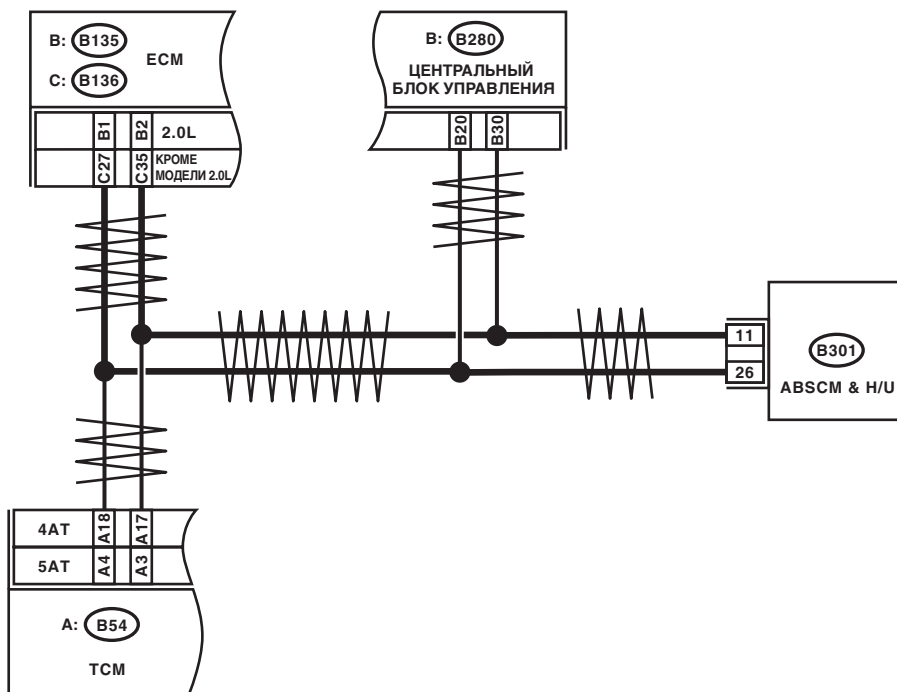 B: B135
ECM
C: B136
B1 B2 2.0L
C27 C35 КРОМЕ
МОДЕЛИ 2.0L
B: B280
ЦЕНТРАЛЬНЫЙ
БЛОК УПРАВЛЕНИЯ
B20 B30
11
26
B301
ABSCM & H/U
4AT A18 A17
5AT A4 A3
A: B54
TCM